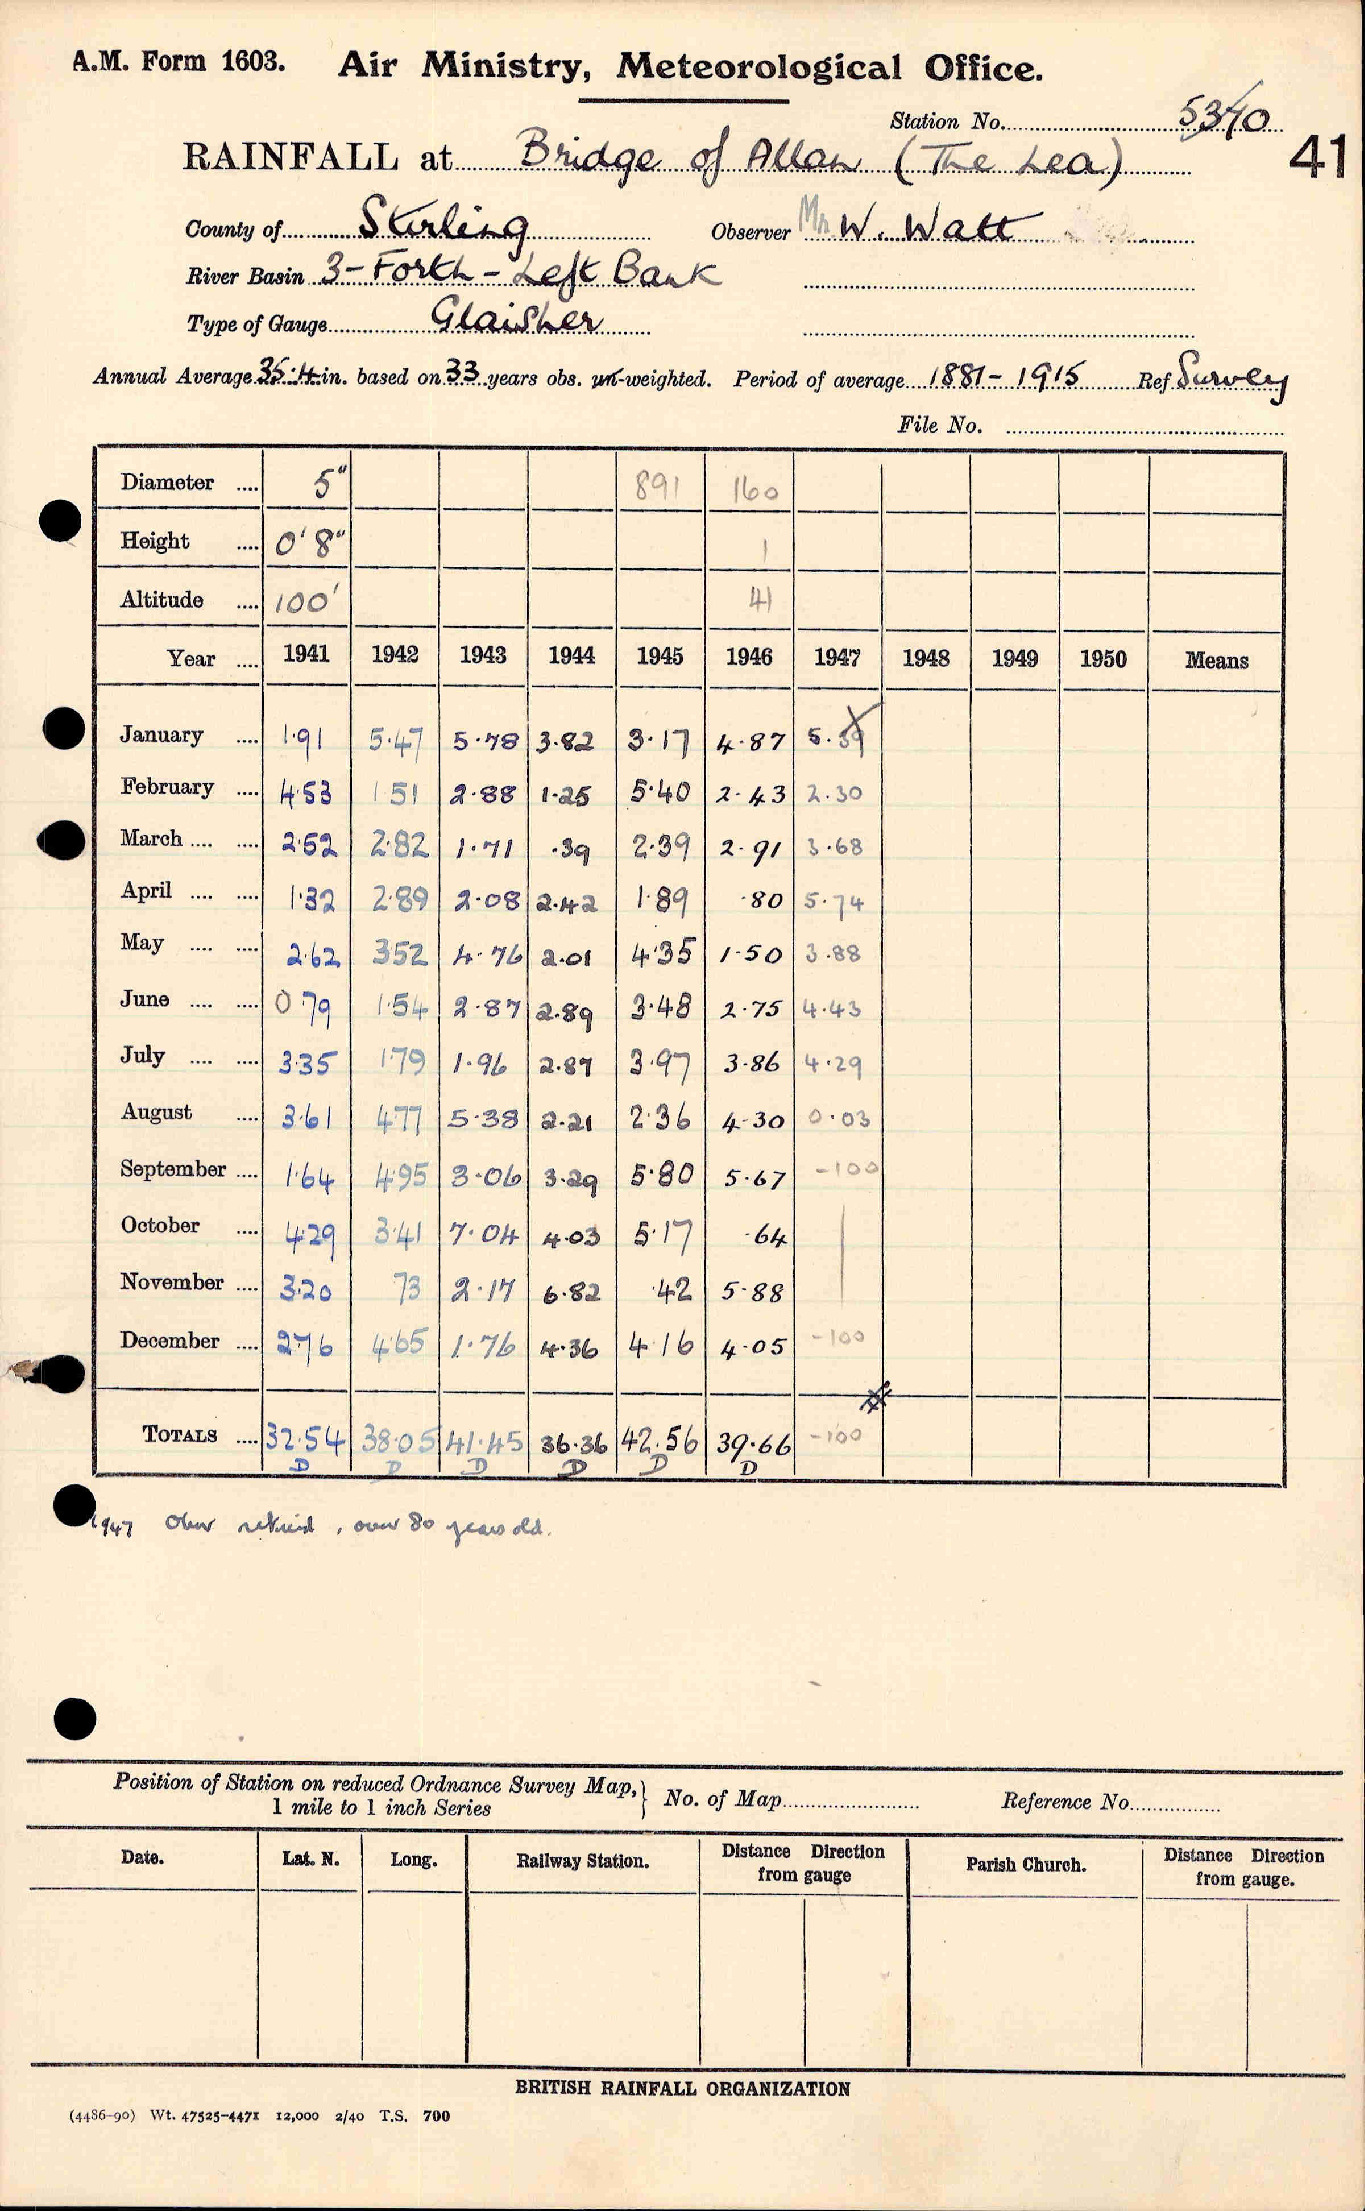 A.M. Form 1603. Air Ministry, Meteorological Office.
Station No. 5340
RAINFALL at Bridge of Allan (The Lea) 41
County of Stirling Observer Mr. W. Watt
River Basin 3-Forth-Left Bank
Type of Gauge Glaisher
Annual Average 35.4 in. based on 33 years obs. un-weighted. Period of average 1881-1915 Ref Survey
File No.
Diameter .... 5" 891 160
Height .... 0'8" 1
Altitude .... 100' 41
Year .... 1941 1942 1943 1944 1945 1946 1947 1948 1949 1950 Means
January .... 1.91 5.47 5.78 3.82 3.17 4.87 5.39
February .... 4.53 1 51 2.88 1.25 5.40 2.43 2.30
March .... .... 2.52 2.82 1.71 .39 2.39 2.91 3.68
April .... .... 1.32 2.89 2.08 2.42 1.89 .80 5.74
May .... .... 2.62 352 4.76 2.01 4.35 1.50 3.88
June .... .... 0 79 1.54 2.87 2.89 3.48 2.75 4.43
July .... .... 3.35 1.79 1.96 2.87 3.97 3.86 4.29
August .... 3.61 4.77 5.38 2.21 2.36 4.30 0.03
September .... 1.64 4.95 3.06 3.29 5.80 5.67 -100
October .... 4.29 3.41 7.04 4.03 5.17 .64
November .... 3.20 73 2.17 6.82 .42 5.88
December .... 2.76 4.65 1.76 4.36 4 16 4.05 -100
TOTALS .... 32.54 38.05 41.45 36.36 42.56 39.66 -100
D D D D D D
1947 Obsr retired, over 80 years old.
Position of Station on reduced Ordnance Survey Map, } No. of Map Reference No.
1 mile to 1 inch Series
Date. Lat. N. Long. Railway Station. Distance Direction from gauge Parish Church. Distance Direction from gauge.
BRITISH RAINFALL ORGANIZATION
(4486-90) Wt. 47525-4471 12,000 2/40 T.S. 700